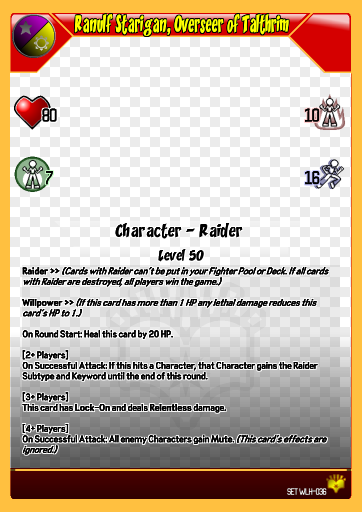 Ranulf Starigan, Overseer of Talthrim
80
10
7
16
Character - Raider
Level 50
Raider >> (Cards with Raider can't be put in your Fighter Pool or Deck. If all cards
with Raider are destroyed, all players win the game.)
Willpower >> (If this card has more than 1 HP any lethal damage reduces this
card's HP to 1.)
On Round Start: Heal this card by 20 HP.
[2+ Players]
On Successful Attack: If this hits a Character, that Character gains the Raider
Subtype and Keyword until the end of this round.
[3+ Players]
This card has Lock-On and deals Relentless damage.
[4+ Players]
On Successful Attack: All enemy Characters gain Mute. (This card's effects are
ignored.)
SET WLH-036